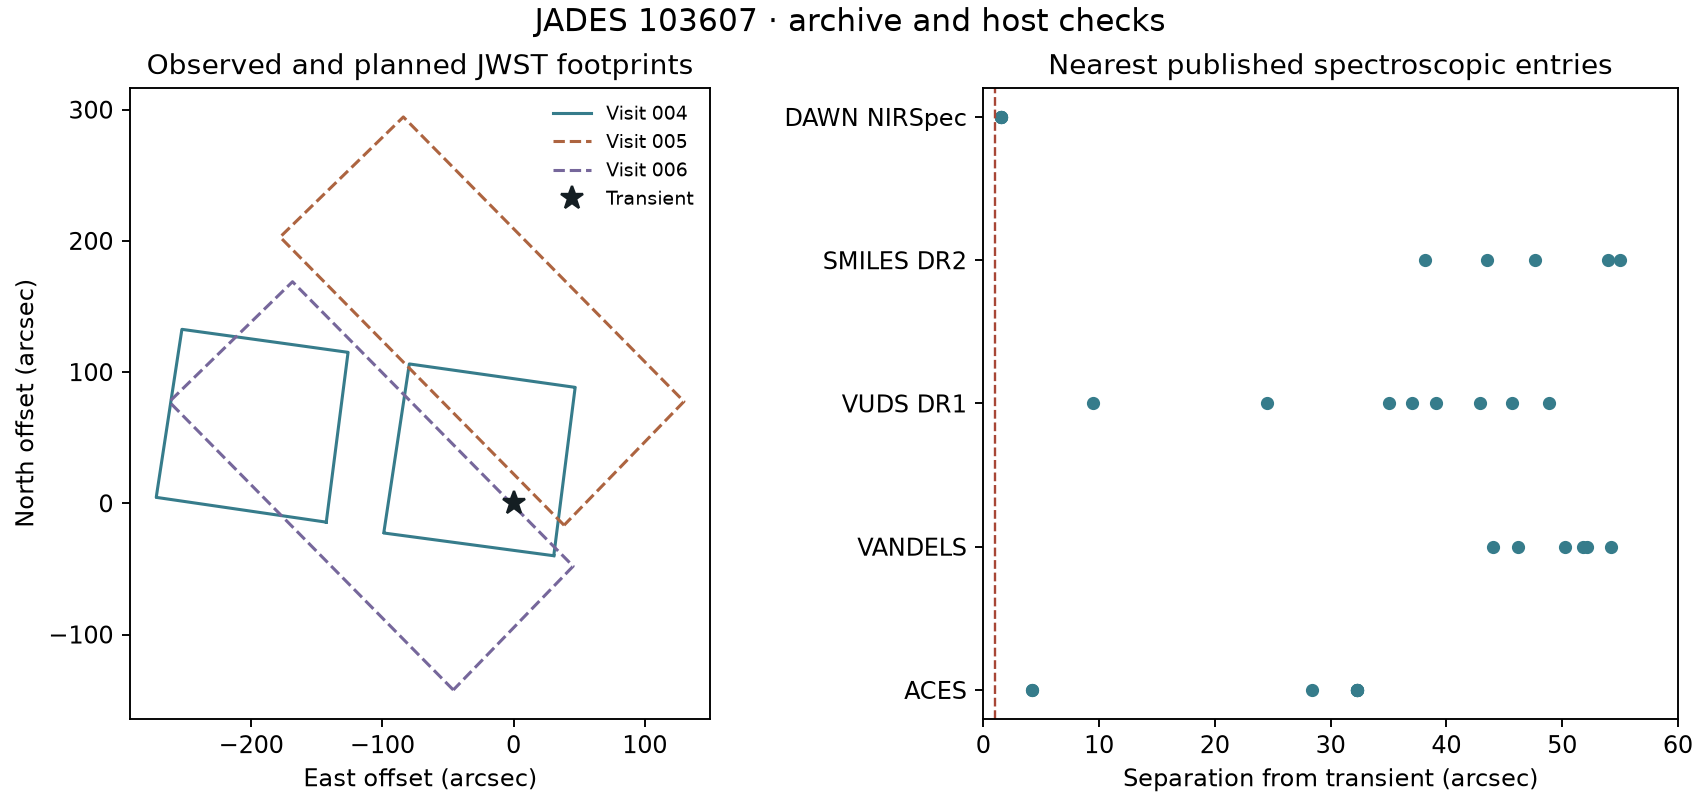 JADES 103607 · archive and host checks
Observed and planned JWST footprints
Visit 004
Visit 005
Visit 006
Transient
300
200
100
0
−100
North offset (arcsec)
−200
−100
0
100
East offset (arcsec)
Nearest published spectroscopic entries
DAWN NIRSpec
SMILES DR2
VUDS DR1
VANDELS
ACES
0
10
20
30
40
50
60
Separation from transient (arcsec)